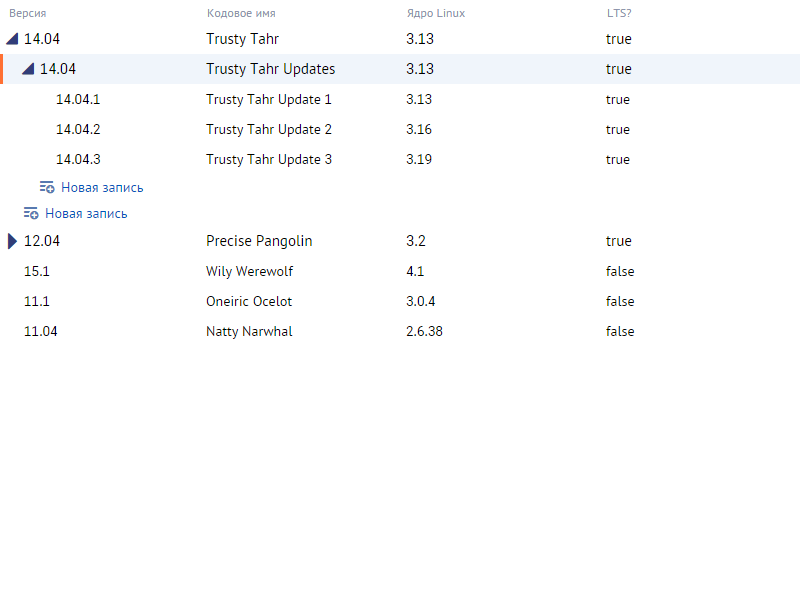 Версия Кодовое имя Ядро Linux LTS?
14.04 Trusty Tahr 3.13 true
14.04 Trusty Tahr Updates 3.13 true
14.04.1 Trusty Tahr Update 1 3.13 true
14.04.2 Trusty Tahr Update 2 3.16 true
14.04.3 Trusty Tahr Update 3 3.19 true
Новая запись
Новая запись
12.04 Precise Pangolin 3.2 true
15.1 Wily Werewolf 4.1 false
11.1 Oneiric Ocelot 3.0.4 false
11.04 Natty Narwhal 2.6.38 false